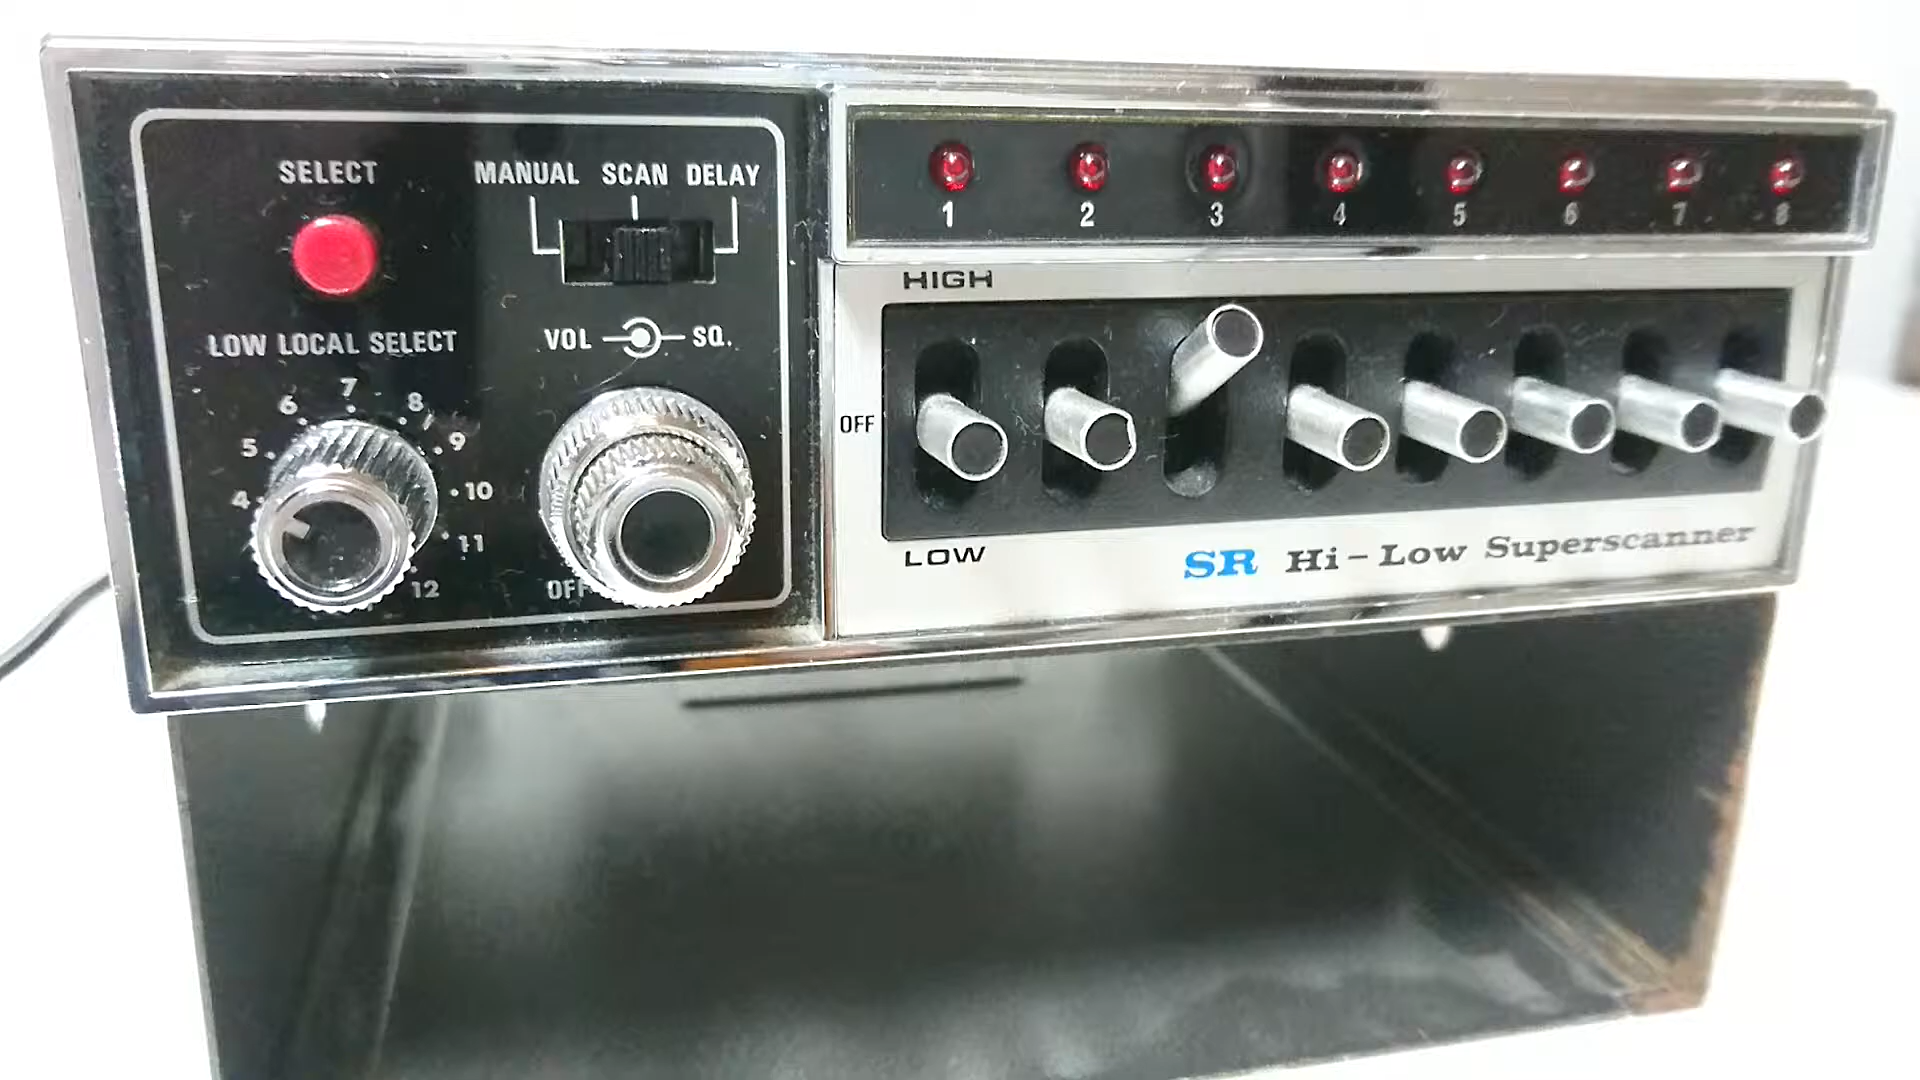 SELECT
MANUAL SCAN DELAY
LOW LOCAL SELECT
VOL SQ.
4 5 6 7 8 9 10 11 12
OFF
1 2 3 4 5 6 7 8
HIGH
OFF
LOW
SR Hi-Low Superscanner